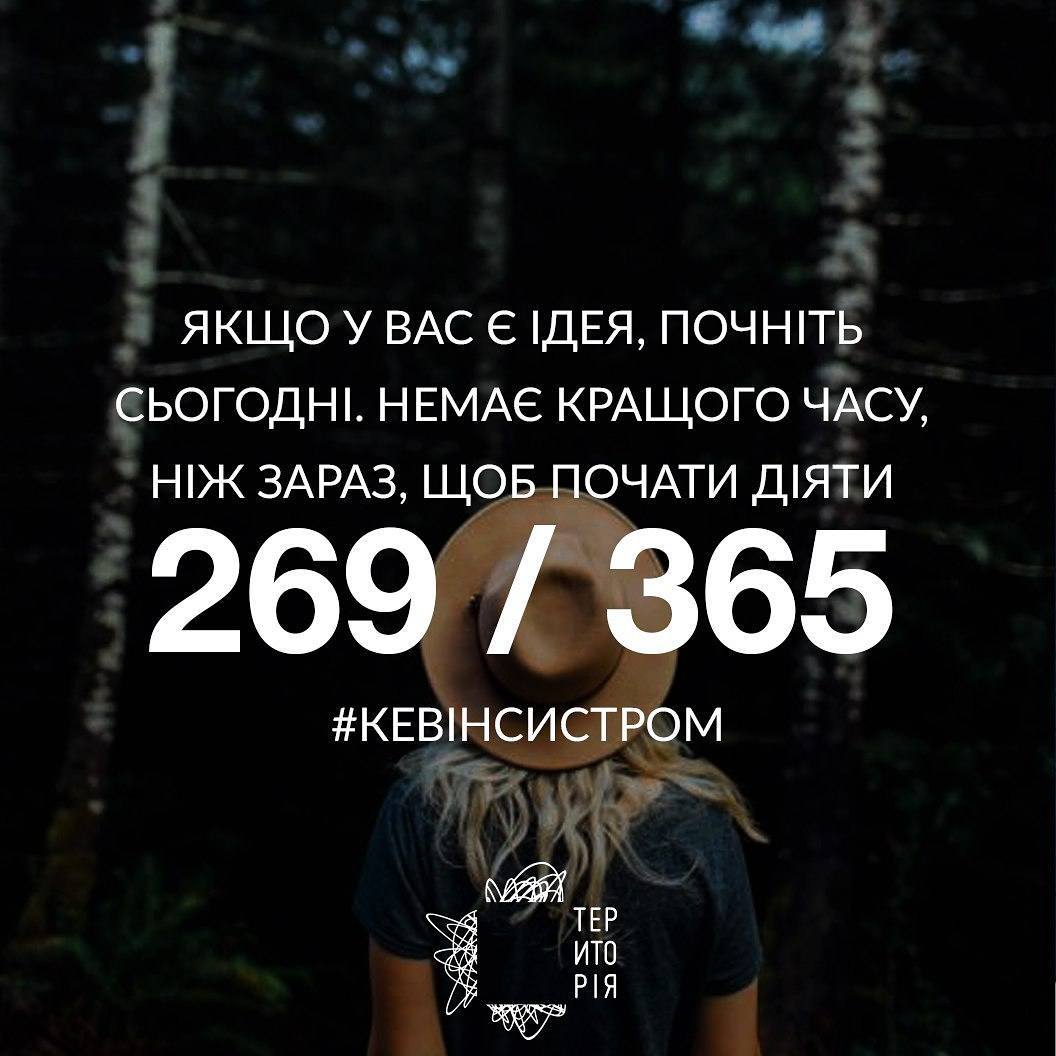 ЯКЩО У ВАС Є ІДЕЯ, ПОЧНІТЬ
СЬОГОДНІ. НЕМАЄ КРАЩОГО ЧАСУ,
НІЖ ЗАРАЗ, ЩОБ ПОЧАТИ ДІЯТИ
269 / 365
#КЕВІНСИСТРОМ
ТЕР
ИТО
РІЯ